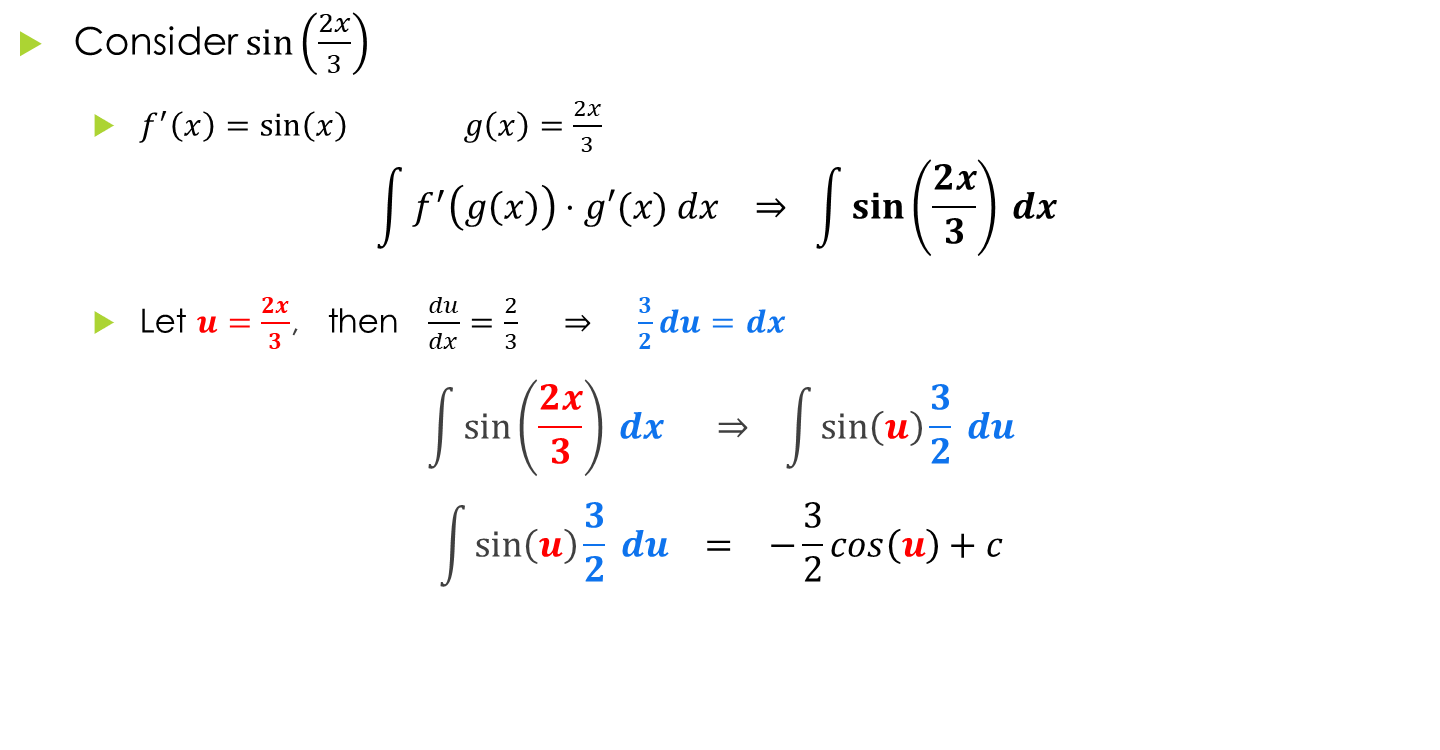 Consider sin(2x/3)
f′(x) = sin(x) g(x) = 2x/3
∫ f′(g(x)) · g′(x) dx ⇒ ∫ sin(2x/3) dx
Let u = 2x/3, then du/dx = 2/3 ⇒ 3/2 du = dx
∫ sin(2x/3) dx ⇒ ∫ sin(u) 3/2 du
∫ sin(u) 3/2 du = −3/2 cos(u) + c